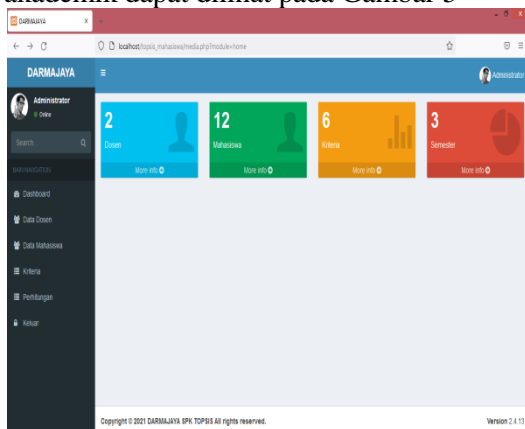 akademik dapat dilihat pada Gambar 3
DARMAJAYA
localhost/topsis_mahasiswa/media.php?module=home
DARMAJAYA
Administrator
Administrator
Online
Search
MAIN NAVIGATION
Dashboard
Data Dosen
Data Mahasiswa
Kriteria
Perhitungan
Keluar
2
Dosen
More info
12
Mahasiswa
More info
6
Kriteria
More info
3
Semester
More info
Copyright © 2021 DARMAJAYA SPK TOPSIS All rights reserved.
Version 2.4.13